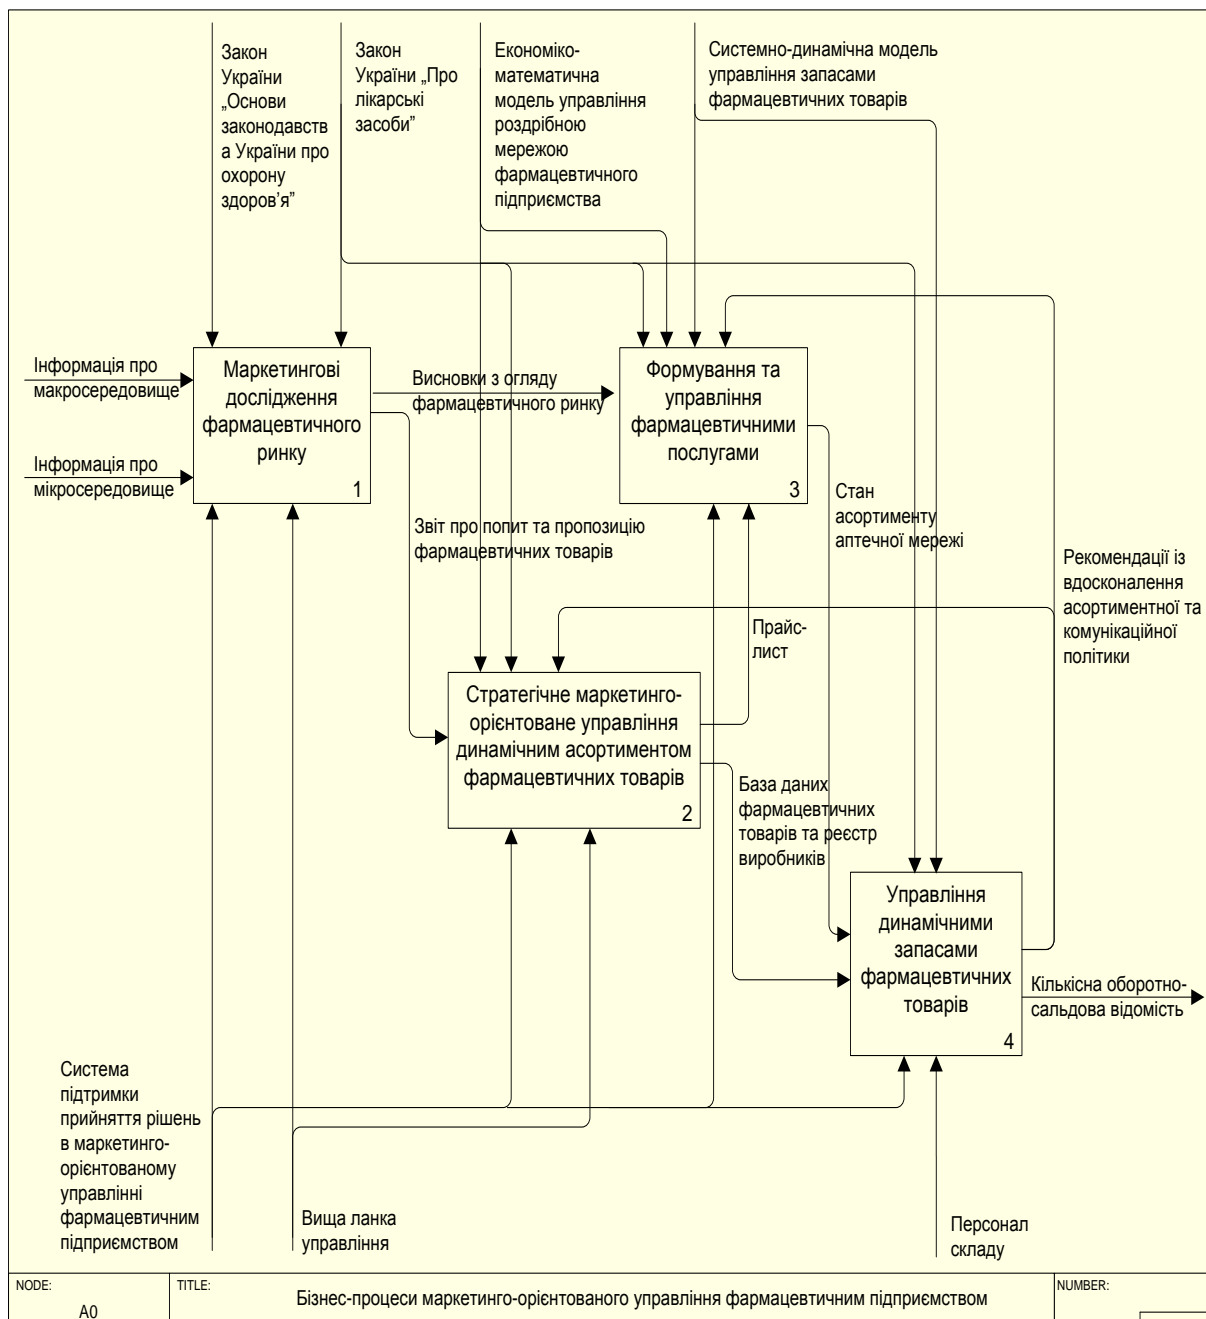 Закон
України
„Основи
законодавств
а України про
охорону
здоров’я”
Закон
України „Про
лікарські
засоби”
Економіко-
математична
модель управління
роздрібною
мережою
фармацевтичного
підприємства
Системно-динамічна модель
управління запасами
фармацевтичних товарів
Інформація про
макросередовище
Інформація про
мікросередовище
Маркетингові
дослідження
фармацевтичного
ринку
1
Висновки з огляду
фармацевтичного ринку
Формування та
управління
фармацевтичними
послугами
3
Звіт про попит та пропозицію
фармацевтичних товарів
Стан
асортименту
аптечної мережі
Рекомендації із
вдосконалення
асортиментної та
комунікаційної
політики
Прайс-
лист
Стратегічне маркетинго-
орієнтоване управління
динамічним асортиментом
фармацевтичних товарів
2
База даних
фармацевтичних
товарів та реєстр
виробників
Управління
динамічними
запасами
фармацевтичних
товарів
4
Кількісна оборотно-
сальдова відомість
Система
підтримки
прийняття рішень
в маркетинго-
орієнтованому
управлінні
фармацевтичним
підприємством
Вища ланка
управління
Персонал
складу
NODE:
A0
TITLE:
Бізнес-процеси маркетинго-орієнтованого управління фармацевтичним підприємством
NUMBER: